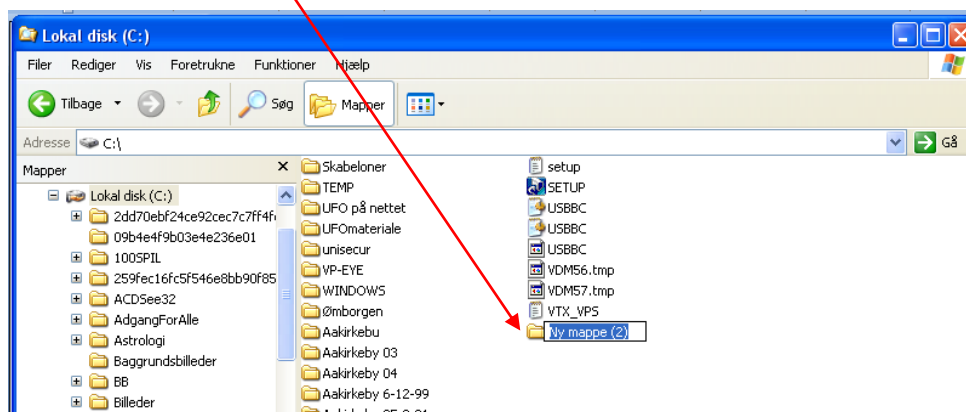 Lokal disk (C:)
Filer Rediger Vis Foretrukne Funktioner Hjælp
Tilbage Søg Mapper
Adresse C:\ Gå
Mapper
Lokal disk (C:)
2dd70ebf24ce92cec7c7ff4f
09b4e4f9b03e4e236e01
100SPIL
259fec16fc5f546e8bb90f85
ACDSee32
AdgangForAlle
Astrologi
Baggrundsbilleder
BB
Billeder
Skabeloner
TEMP
UFO på nettet
UFOmateriale
unisecur
VP-EYE
WINDOWS
Ømborgen
Aakirkebu
Aakirkeby 03
Aakirkeby 04
Aakirkeby 6-12-99
setup
SETUP
USBBC
USBBC
USBBC
VDM56.tmp
VDM57.tmp
VTX_VPS
Ny mappe (2)